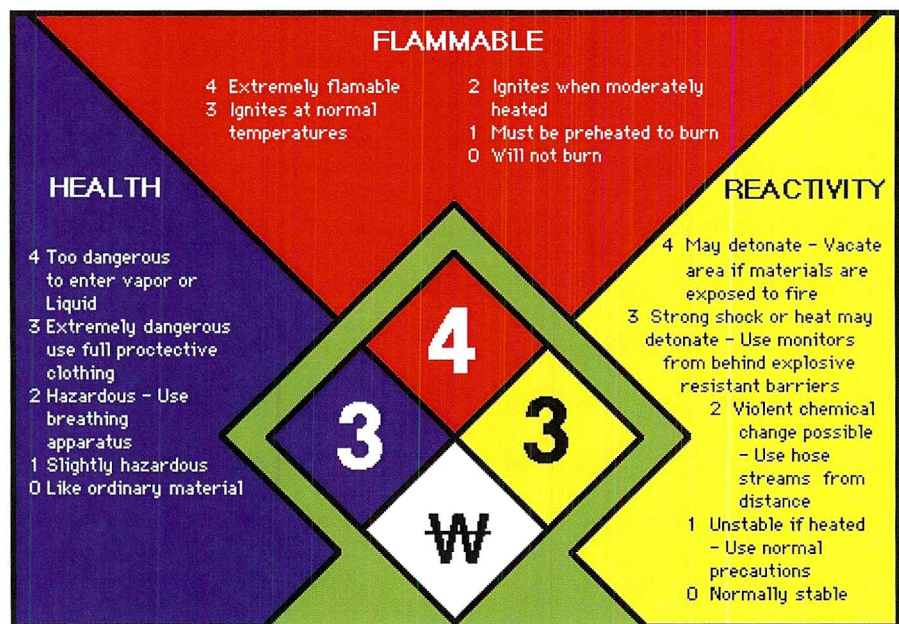 FLAMMABLE
4 Extremely flamable
3 Ignites at normal
temperatures
2 Ignites when moderately
heated
1 Must be preheated to burn
0 Will not burn
HEALTH
4 Too dangerous
to enter vapor or
Liquid
3 Extremely dangerous
use full proctective
clothing
2 Hazardous - Use
breathing
apparatus
1 Slightly hazardous
0 Like ordinary material
REACTIVITY
4 May detonate - Vacate
area if materials are
exposed to fire
3 Strong shock or heat may
detonate - Use monitors
from behind explosive
resistant barriers
2 Violent chemical
change possible
- Use hose
streams from
distance
1 Unstable if heated
- Use normal
precautions
0 Normally stable
4
3
3
W